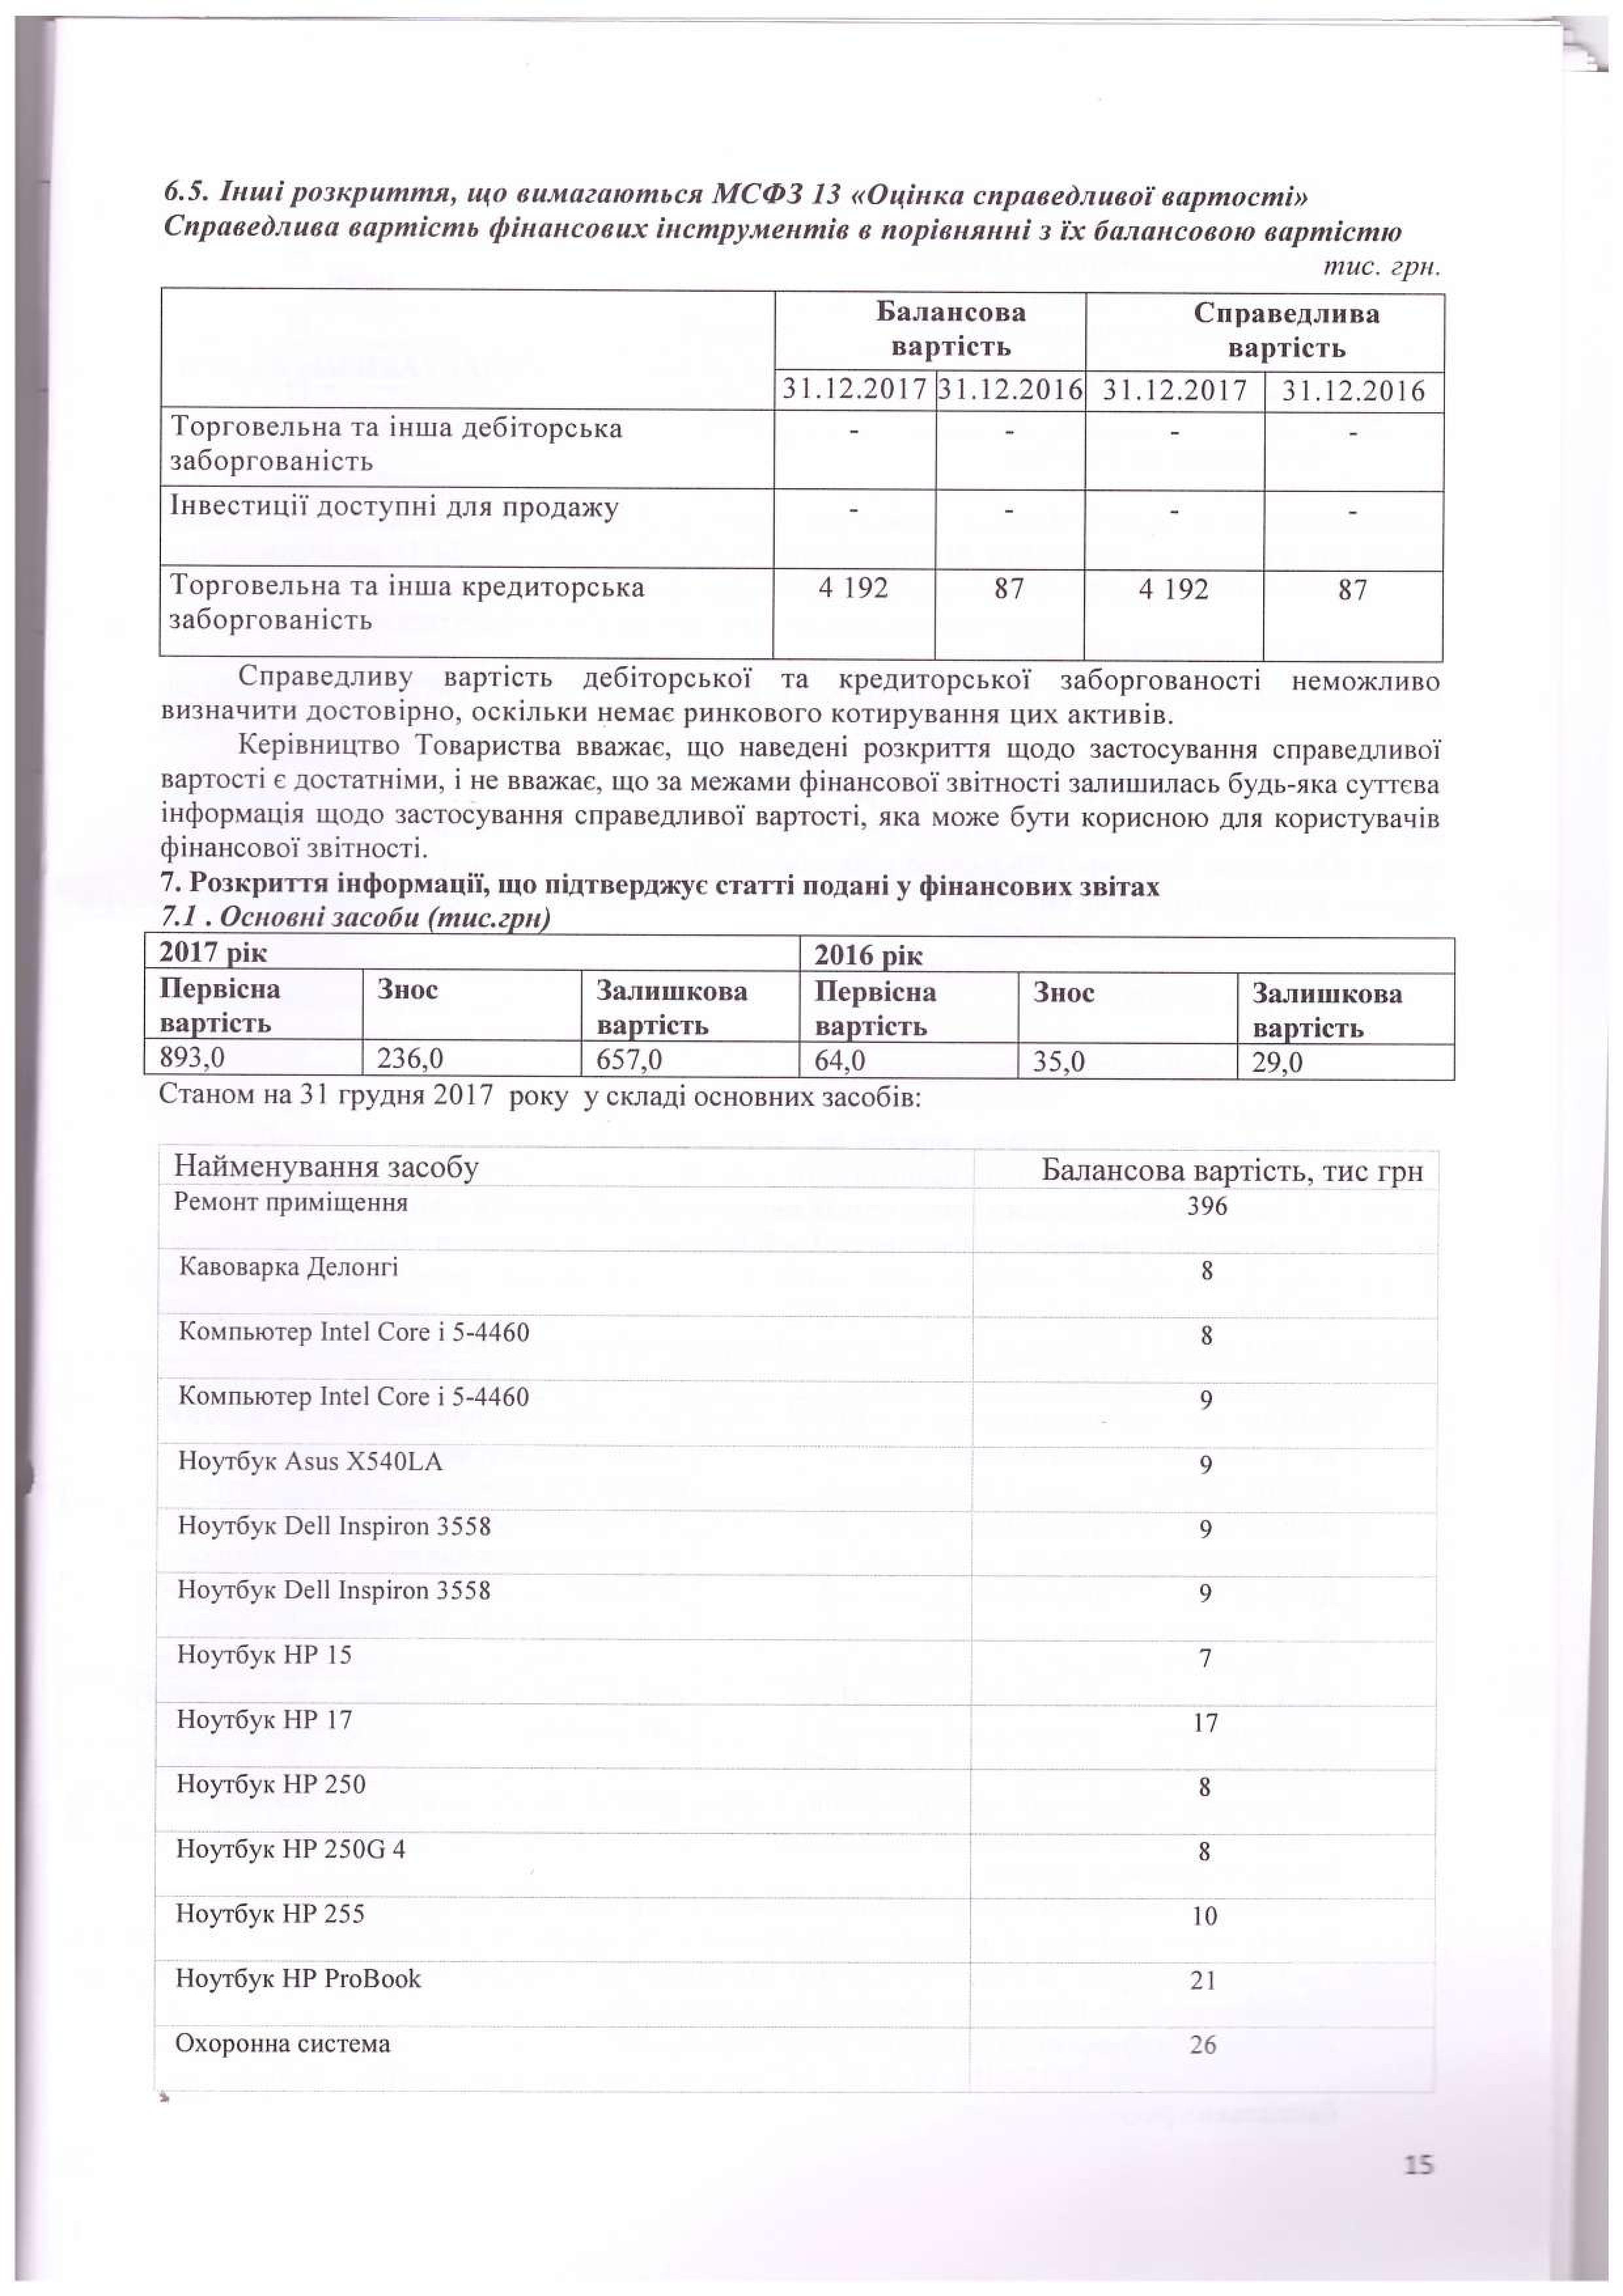 6.5. Інші розкриття, що вимагаються МСФЗ 13 «Оцінка справедливої вартості»
Справедлива вартість фінансових інструментів в порівнянні з їх балансовою вартістю
тис. грн.
Балансова вартість Справедлива вартість
31.12.2017 31.12.2016 31.12.2017 31.12.2016
Торговельна та інша дебіторська заборгованість - - - -
Інвестиції доступні для продажу - - - -
Торговельна та інша кредиторська заборгованість 4 192 87 4 192 87
Справедливу вартість дебіторської та кредиторської заборгованості неможливо
визначити достовірно, оскільки немає ринкового котирування цих активів.
Керівництво Товариства вважає, що наведені розкриття щодо застосування справедливої
вартості є достатніми, і не вважає, що за межами фінансової звітності залишилась будь-яка суттєва
інформація щодо застосування справедливої вартості, яка може бути корисною для користувачів
фінансової звітності.
7. Розкриття інформації, що підтверджує статті подані у фінансових звітах
7.1 . Основні засоби (тис.грн)
2017 рік 2016 рік
Первісна вартість Знос Залишкова вартість Первісна вартість Знос Залишкова вартість
893,0 236,0 657,0 64,0 35,0 29,0
Станом на 31 грудня 2017 року у складі основних засобів:
Найменування засобу Балансова вартість, тис грн
Ремонт приміщення 396
Кавоварка Делонгі 8
Компьютер Intel Core i 5-4460 8
Компьютер Intel Core i 5-4460 9
Ноутбук Asus X540LA 9
Ноутбук Dell Inspiron 3558 9
Ноутбук Dell Inspiron 3558 9
Ноутбук HP 15 7
Ноутбук HP 17 17
Ноутбук HP 250 8
Ноутбук HP 250G 4 8
Ноутбук HP 255 10
Ноутбук HP ProBook 21
Охоронна система 26
15